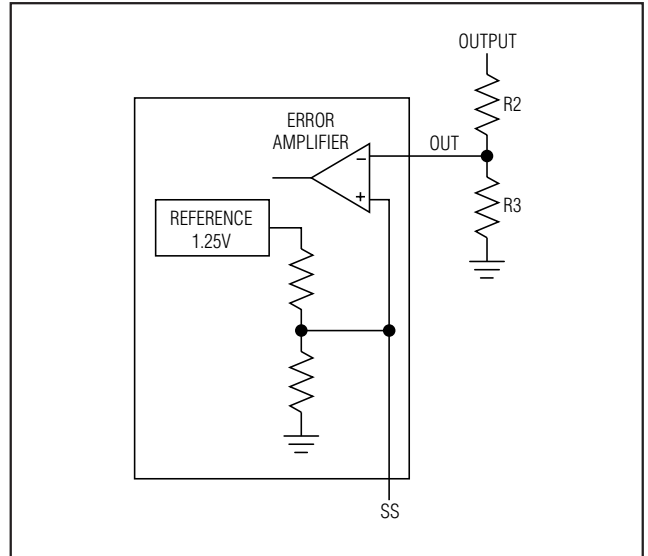 OUTPUT
R2
ERROR
AMPLIFIER
OUT
−
+
R3
REFERENCE
1.25V
SS